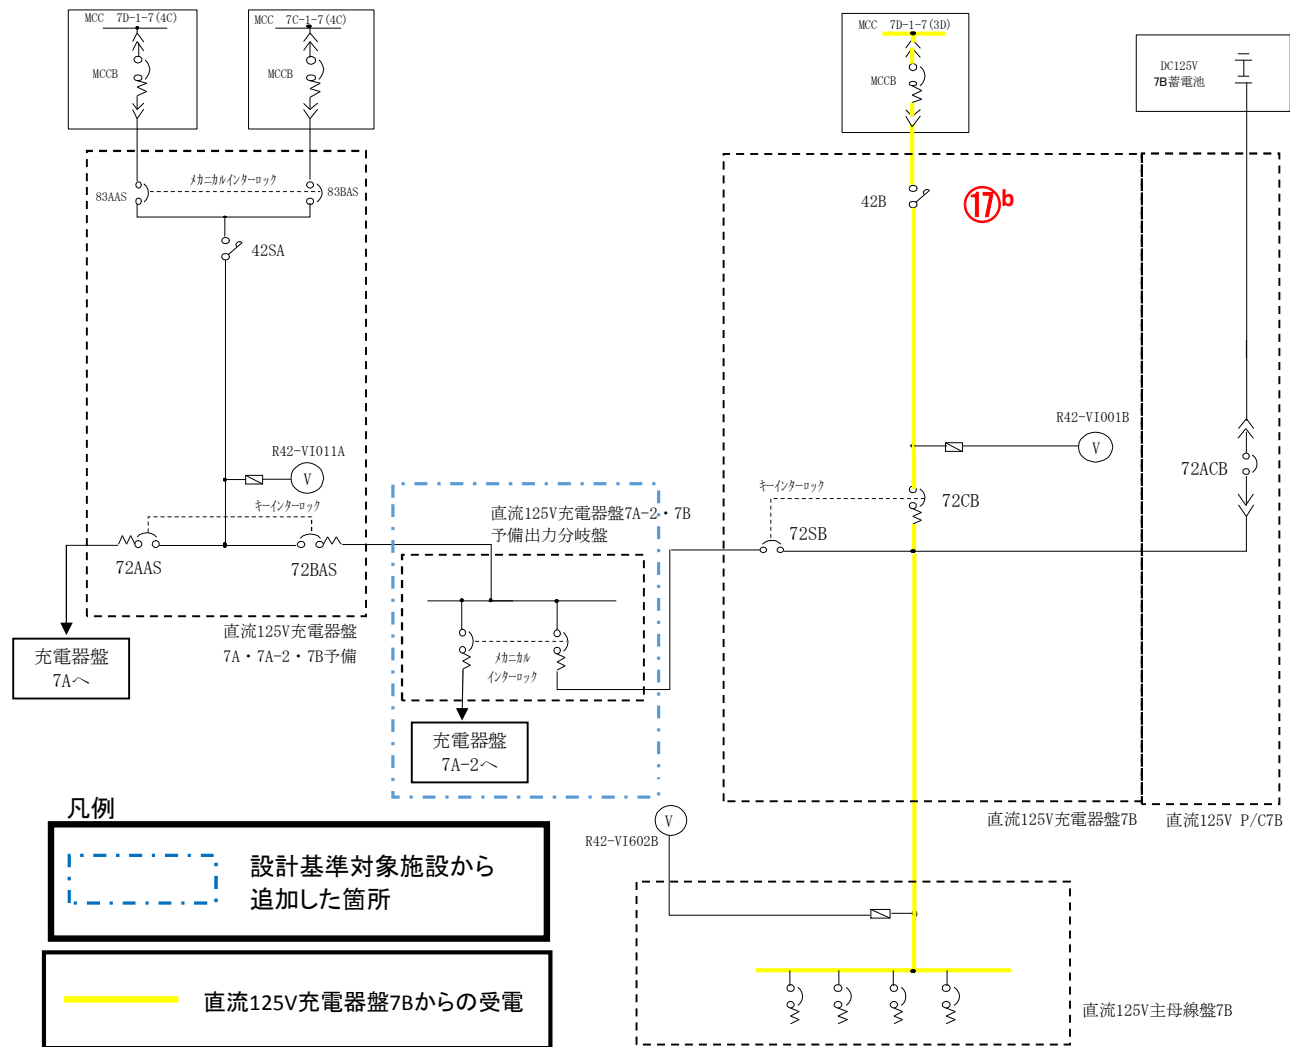 MCC 7D-1-7(4C)
MCCB
MCC 7C-1-7(4C)
MCCB
MCC 7D-1-7(3D)
MCCB
DC125V
7B蓄電池
83AAS
メカニカルインターロック
83BAS
42SA
42B
⑰b
R42-VI011A
V
キーインターロック
72AAS
72BAS
直流125V充電器盤
7A・7A-2・7B予備
充電器盤
7Aへ
直流125V充電器盤7A-2・7B
予備出力分岐盤
メカニカル
インターロック
充電器盤
7A-2へ
R42-VI001B
V
キーインターロック
72CB
72SB
72ACB
直流125V充電器盤7B
直流125V P/C7B
V
R42-VI602B
直流125V主母線盤7B
凡例
設計基準対象施設から
追加した箇所
直流125V充電器盤7Bからの受電